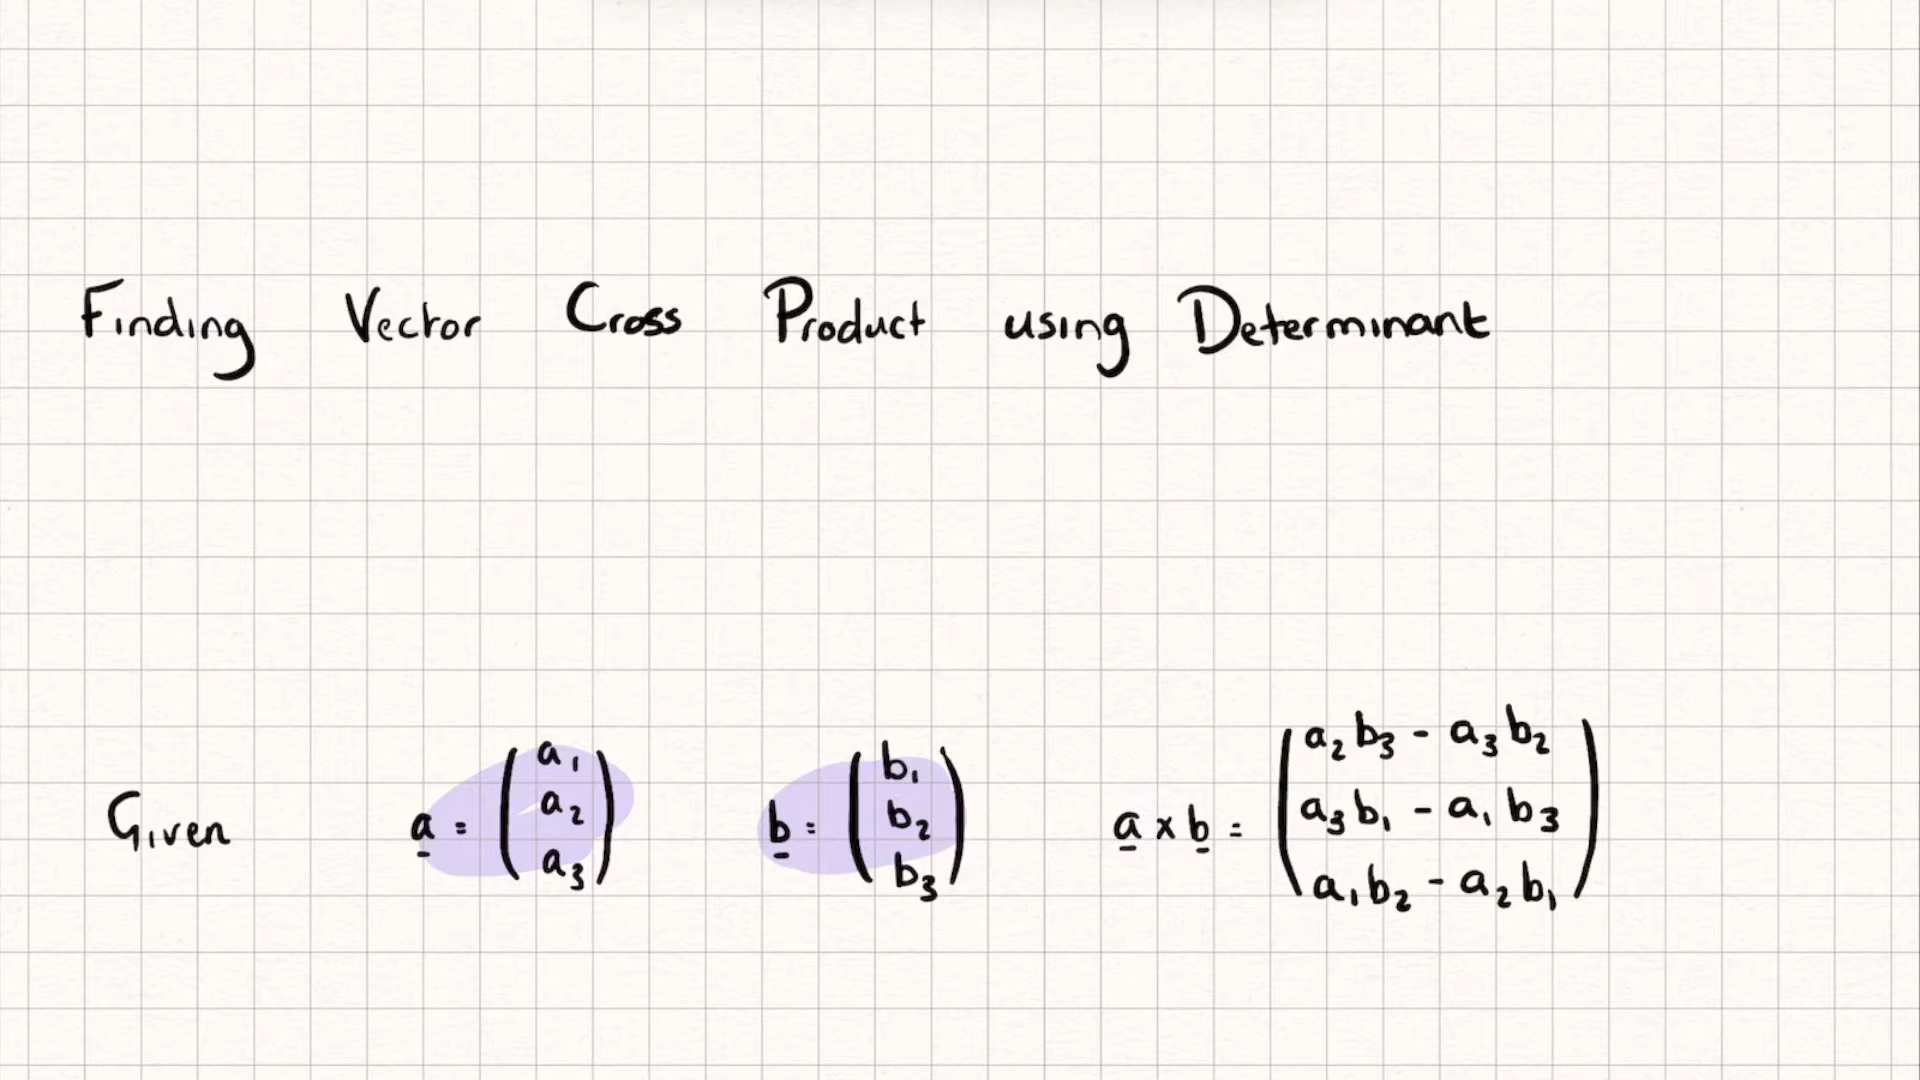 Finding Vector Cross Product using Determinant
Given a = (a₁ a₂ a₃) b = (b₁ b₂ b₃) a × b = (a₂b₃ - a₃b₂ a₃b₁ - a₁b₃ a₁b₂ - a₂b₁)